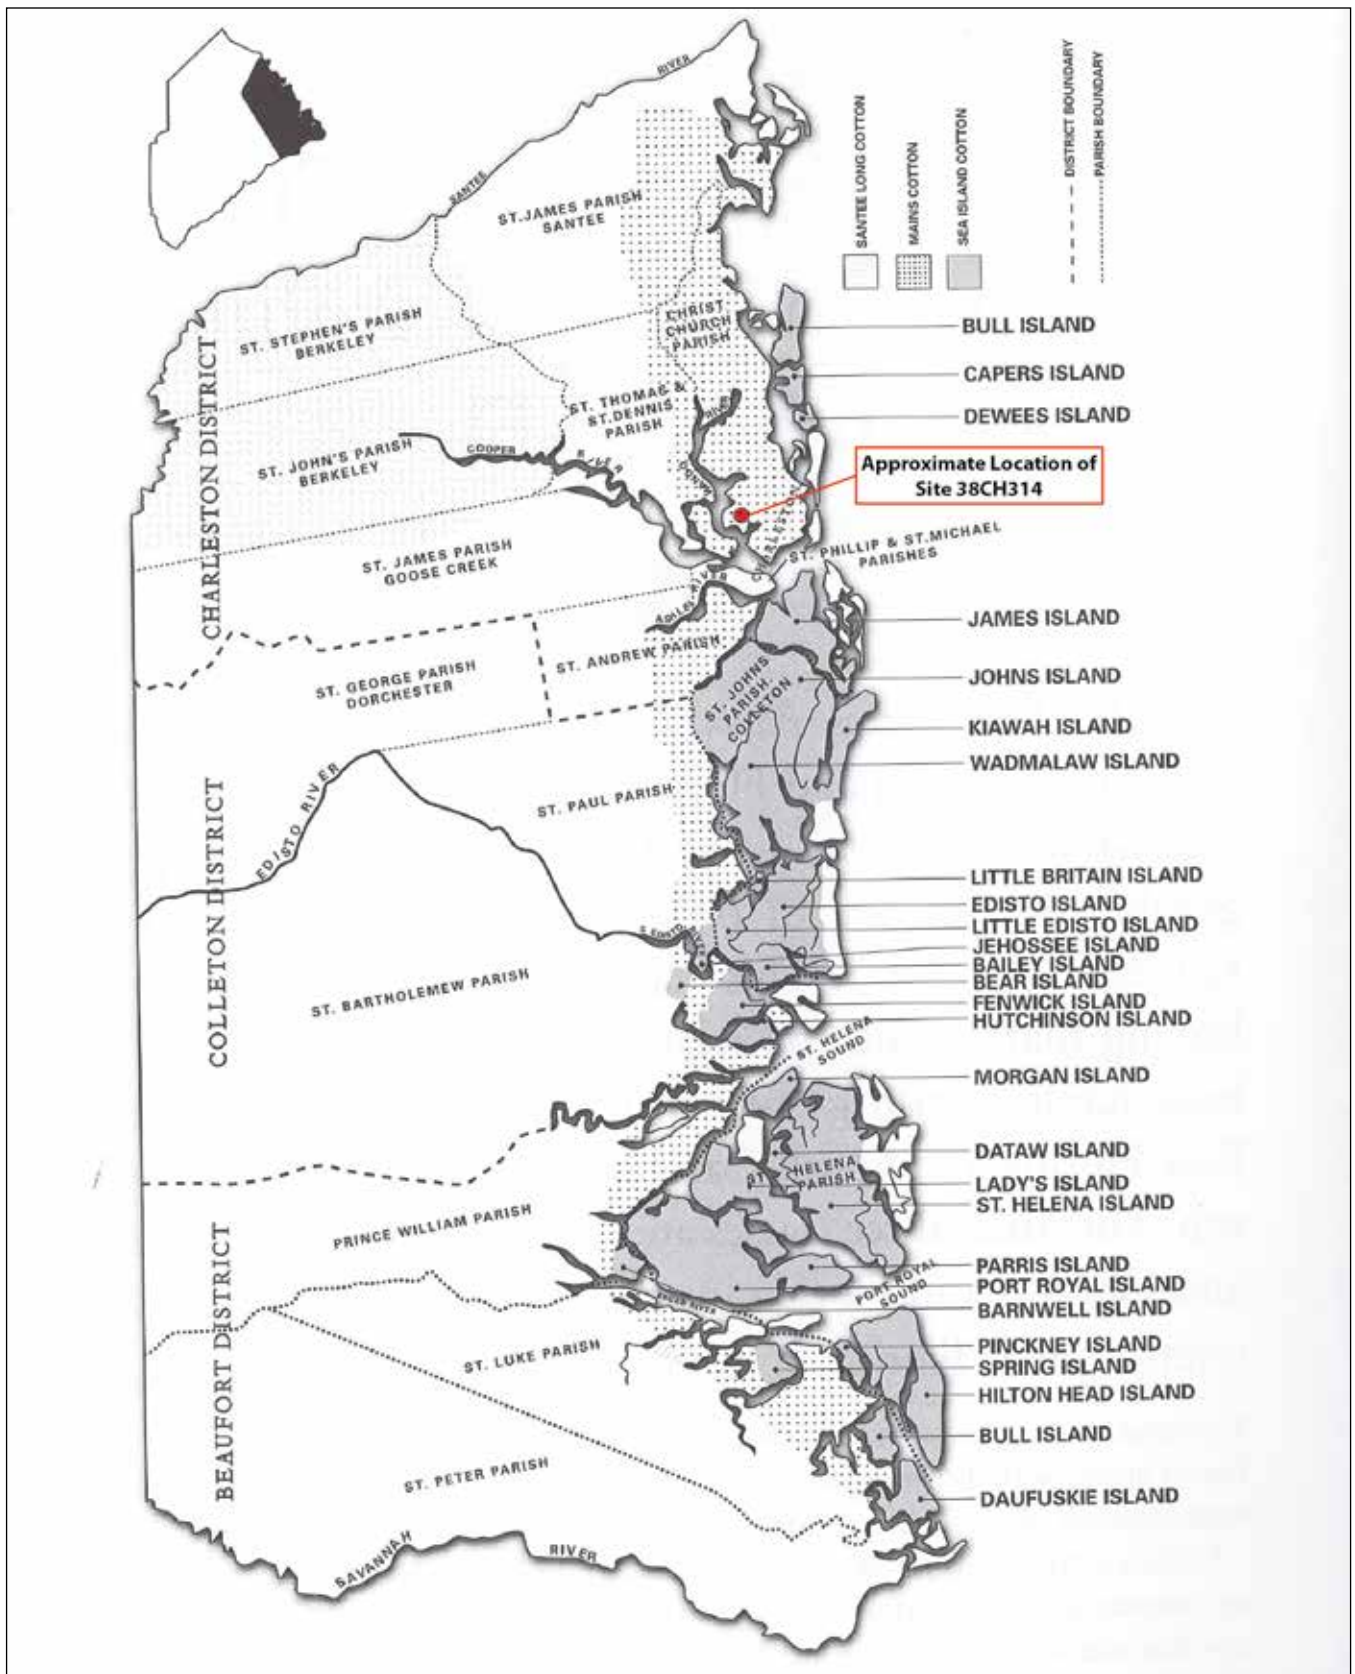 RIVER
SANTEE
SANTEE LONG COTTON
MAINS COTTON
SEA ISLAND COTTON
DISTRICT BOUNDARY
PARISH BOUNDARY
ST. JAMES PARISH
SANTEE
ST. STEPHEN'S PARISH
BERKELEY
CHRIST
CHURCH
PARISH
ST. THOMAS &
ST. DENNIS
PARISH
CHARLESTON DISTRICT
ST. JOHN'S PARISH
BERKELEY
COOPER
RIVER
RIVER
WANDO
BULL ISLAND
CAPERS ISLAND
DEWEES ISLAND
Approximate Location of
Site 38CH314
CHARLESTON
ST. PHILLIP & ST. MICHAEL
PARISHES
ST. JAMES PARISH
GOOSE CREEK
RIVER
JAMES ISLAND
ST. ANDREW PARISH
ST. GEORGE PARISH
DORCHESTER
ST. JOHNS
PARISH,
COLLETON
JOHNS ISLAND
KIAWAH ISLAND
WADMALAW ISLAND
EDISTO RIVER
ST. PAUL PARISH
COLLETON DISTRICT
LITTLE BRITAIN ISLAND
EDISTO ISLAND
LITTLE EDISTO ISLAND
JEHOSSEE ISLAND
BAILEY ISLAND
BEAR ISLAND
FENWICK ISLAND
HUTCHINSON ISLAND
S. EDISTO RIVER
ST. BARTHOLEMEW PARISH
ST. HELENA
SOUND
MORGAN ISLAND
DATAW ISLAND
LADY'S ISLAND
ST. HELENA ISLAND
ST. HELENA
PARISH
PRINCE WILLIAM PARISH
PARRIS ISLAND
PORT ROYAL ISLAND
BARNWELL ISLAND
PORT ROYAL
SOUND
BROAD RIVER
BEAUFORT DISTRICT
ST. LUKE PARISH
PINCKNEY ISLAND
SPRING ISLAND
HILTON HEAD ISLAND
BULL ISLAND
ST. PETER PARISH
DAUFUSKIE ISLAND
SAVANNAH
RIVER